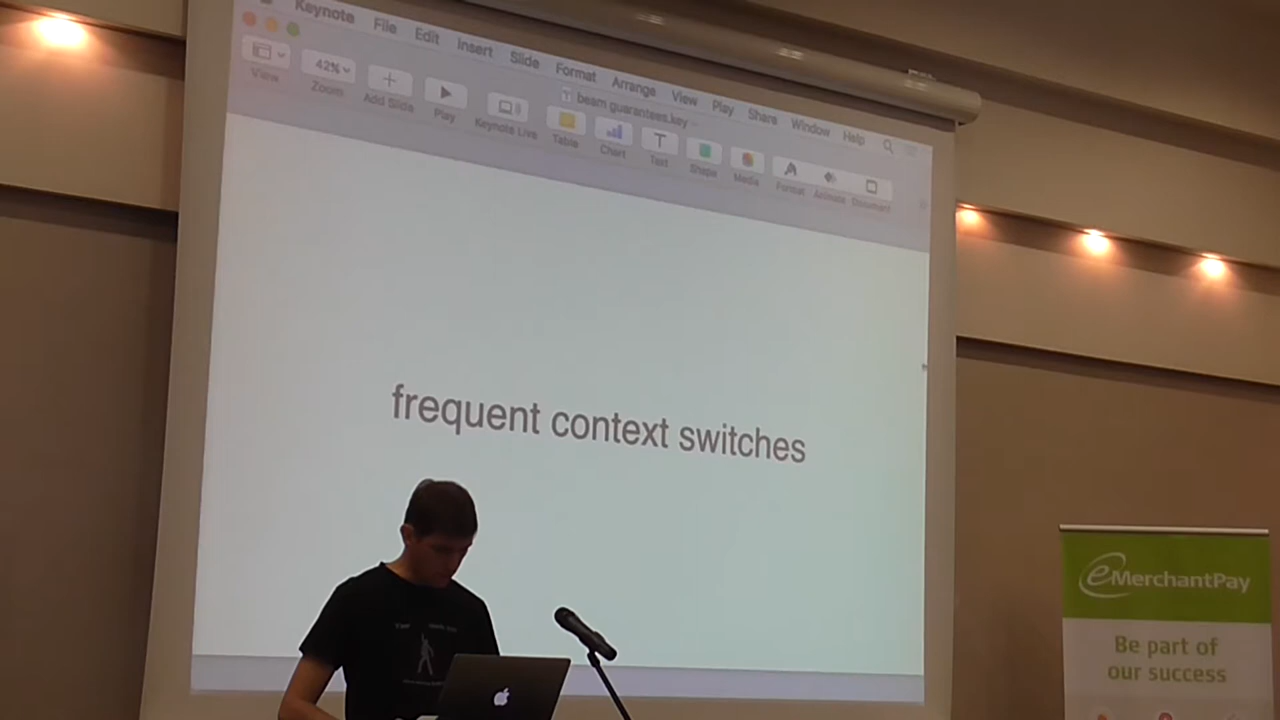 Keynote File Edit Insert Slide Format Arrange View Play Share Window Help
beam guarantees.key
42%
View Zoom Add Slide Play Keynote Live Table Chart Text Shape Media Format Animate Document
frequent context switches
eMerchantPay
Be part of
our success